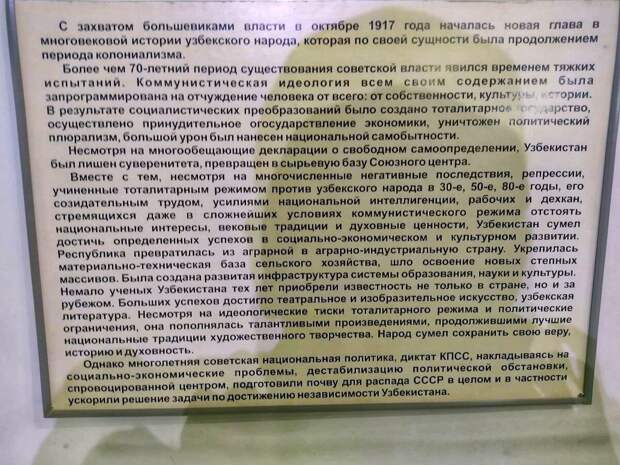 С захватом большевиками власти в октябре 1917 года началась новая глава в
многовековой истории узбекского народа, которая по своей сущности была продолжением
периода колониализма.
Более чем 70-летний период существования советской власти явился временем тяжких
испытаний. Коммунистическая идеология всем своим содержанием была
запрограммирована на отчуждение человека от всего: от собственности, культуры, истории.
В результате социалистических преобразований было создано тоталитарное государство,
осуществлено принудительное огосударствление экономики, уничтожен политический
плюрализм, большой урон был нанесен национальной самобытности.
Несмотря на многообещающие декларации о свободном самоопределении, Узбекистан
был лишен суверенитета, превращен в сырьевую базу Союзного центра.
Вместе с тем, несмотря на многочисленные негативные последствия, репрессии,
учиненные тоталитарным режимом против узбекского народа в 30-е, 50-е, 80-е годы, его
созидательным трудом, усилиями национальной интеллигенции, рабочих и дехкан,
стремящихся даже в сложнейших условиях коммунистического режима отстоять
национальные интересы, вековые традиции и духовные ценности, Узбекистан сумел
достичь определенных успехов в социально-экономическом и культурном развитии.
Республика превратилась из аграрной в аграрно-индустриальную страну. Укрепилась
материально-техническая база сельского хозяйства, шло освоение новых степных
массивов. Была создана развитая инфраструктура системы образования, науки и культуры.
Немало ученых Узбекистана тех лет приобрели известность не только в стране, но и за
рубежом. Больших успехов достигло театральное и изобразительное искусство, узбекская
литература. Несмотря на идеологические тиски тоталитарного режима и политические
ограничения, она пополнялась талантливыми произведениями, продолжившими лучшие
национальные традиции художественного творчества. Народ сумел сохранить свою веру,
историю и духовность.
Однако многолетняя советская национальная политика, диктат КПСС, накладываясь на
социально-экономические проблемы, дестабилизацию политической обстановки,
спровоцированной центром, подготовили почву для распада СССР в целом и в частности
ускорили решение задачи по достижению независимости Узбекистана.